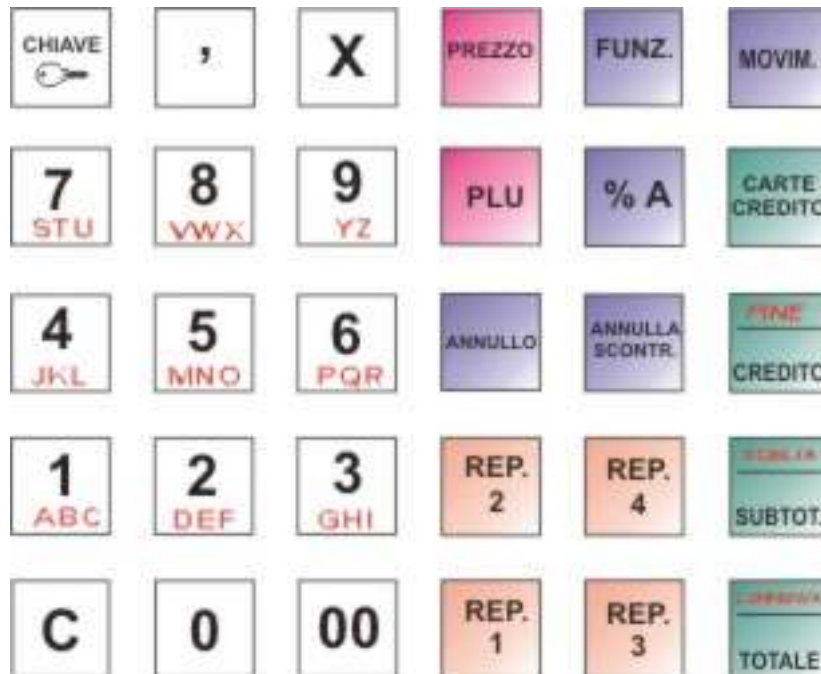 CHIAVE
,
X
PREZZO
FUNZ.
MOVIM.
7
STU
8
VWX
9
YZ
PLU
% A
CARTE
CREDITO
4
JKL
5
MNO
6
PQR
ANNULLO
ANNULLA
SCONTR.
FINE
CREDITO
1
ABC
2
DEF
3
GHI
REP.
2
REP.
4
SUBTOT.
C
0
00
REP.
1
REP.
3
TOTALE